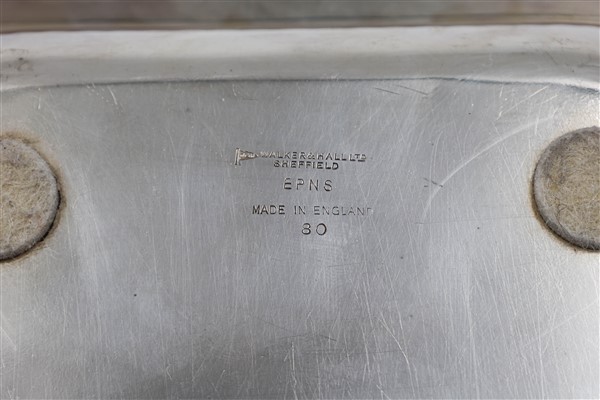 WALKER & HALL LTD
SHEFFIELD
EPNS
MADE IN ENGLAND
80